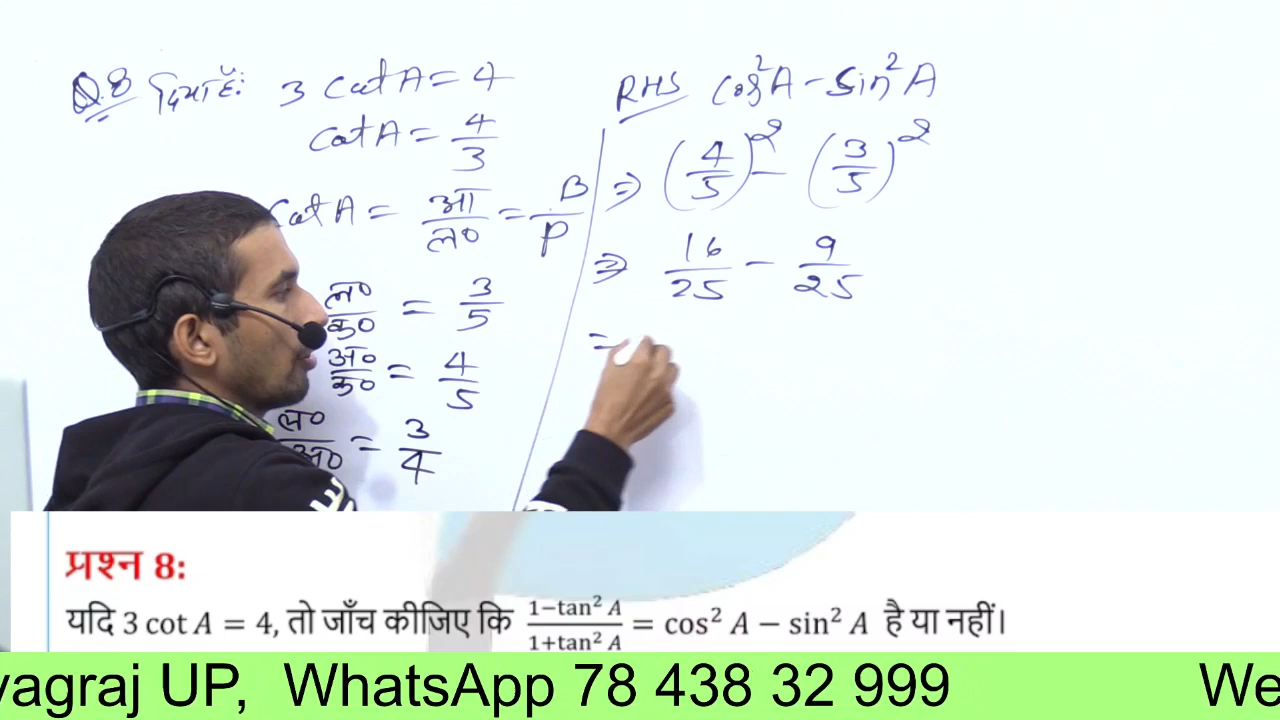 Q.8 दिया है: 3 cot A = 4
cot A = 4/3
cot A = आ/ल० = B/P
ल०/क० = 3/5
अ०/क० = 4/5
ल०/अ० = 3/4
RHS cos²A - sin²A
⇒ (4/5)² - (3/5)²
⇒ 16/25 - 9/25
=
प्रश्न 8:
यदि 3 cot A = 4, तो जाँच कीजिए कि (1−tan² A)/(1+tan² A) = cos² A − sin² A है या नहीं।
yagraj UP, WhatsApp 78 438 32 999 We